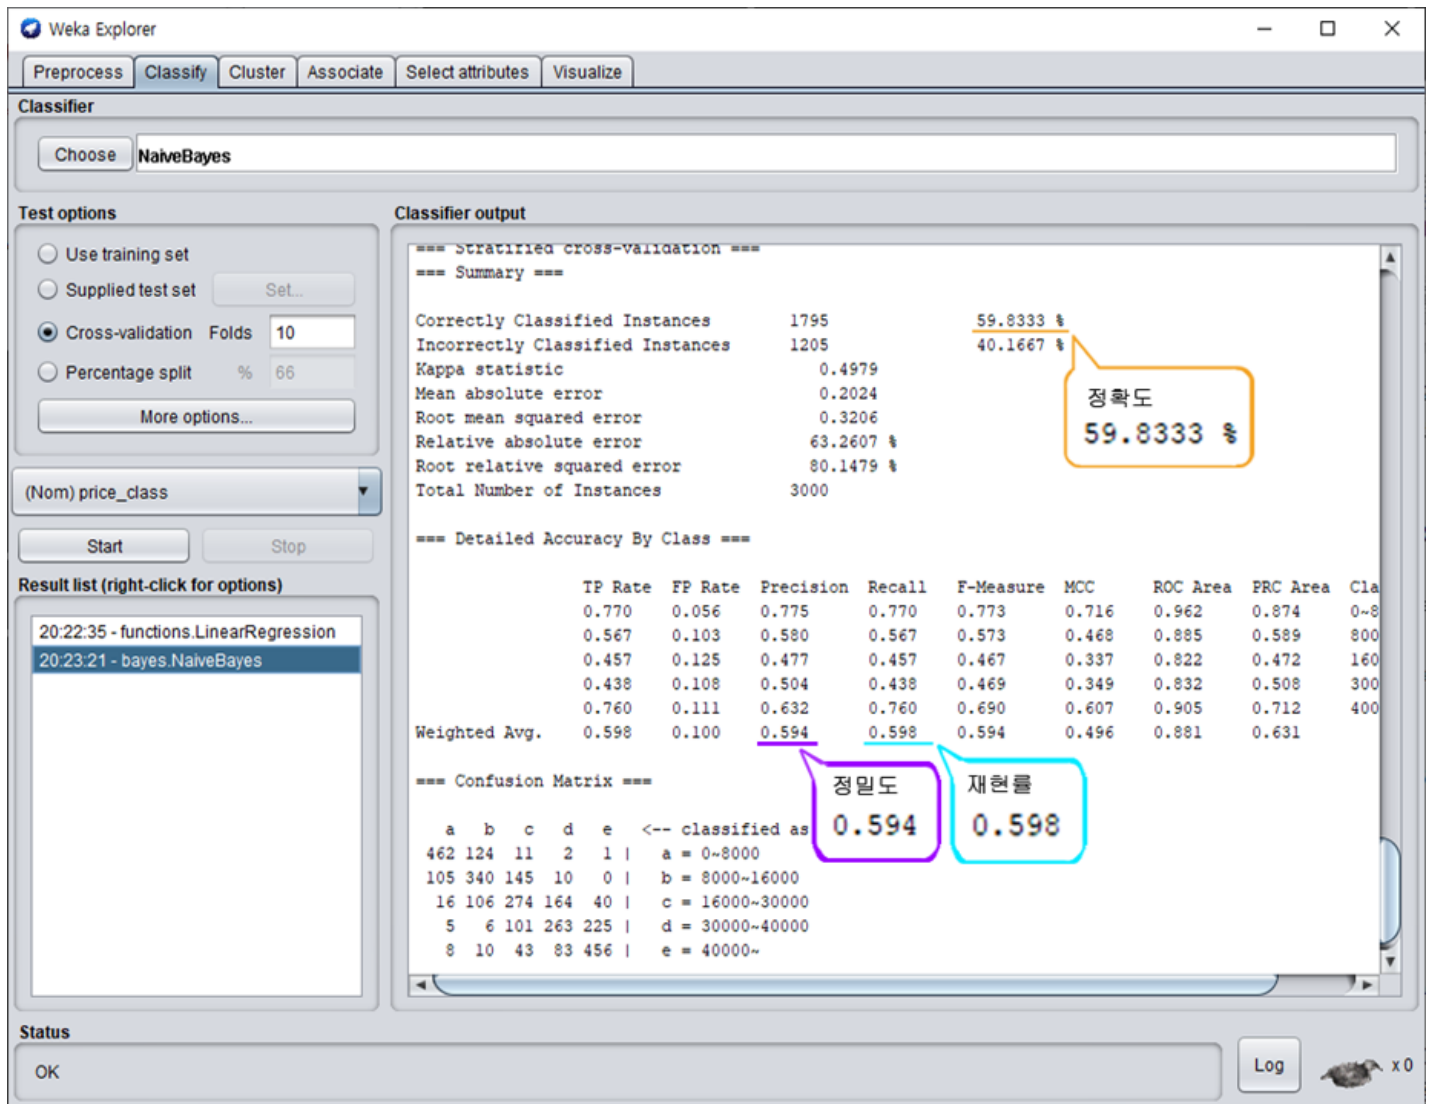 Weka Explorer
Preprocess Classify Cluster Associate Select attributes Visualize
Classifier
Choose NaiveBayes
Test options
Use training set
Supplied test set Set...
Cross-validation Folds 10
Percentage split % 66
More options...
(Nom) price_class
Start Stop
Result list (right-click for options)
20:22:35 - functions.LinearRegression
20:23:21 - bayes.NaiveBayes
Classifier output
=== Stratified cross-validation ===
=== Summary ===
Correctly Classified Instances 1795 59.8333 %
Incorrectly Classified Instances 1205 40.1667 %
Kappa statistic 0.4979
Mean absolute error 0.2024
Root mean squared error 0.3206
Relative absolute error 63.2607 %
Root relative squared error 80.1479 %
Total Number of Instances 3000
정확도
59.8333 %
=== Detailed Accuracy By Class ===
TP Rate FP Rate Precision Recall F-Measure MCC ROC Area PRC Area Cla
0.770 0.056 0.775 0.770 0.773 0.716 0.962 0.874 0~8
0.567 0.103 0.580 0.567 0.573 0.468 0.885 0.589 800
0.457 0.125 0.477 0.457 0.467 0.337 0.822 0.472 160
0.438 0.108 0.504 0.438 0.469 0.349 0.832 0.508 300
0.760 0.111 0.632 0.760 0.690 0.607 0.905 0.712 400
Weighted Avg. 0.598 0.100 0.594 0.598 0.594 0.496 0.881 0.631
정밀도
0.594
재현률
0.598
=== Confusion Matrix ===
a b c d e <-- classified as
462 124 11 2 1 | a = 0~8000
105 340 145 10 0 | b = 8000~16000
16 106 274 164 40 | c = 16000~30000
5 6 101 263 225 | d = 30000~40000
8 10 43 83 456 | e = 40000~
Status
OK
Log
x 0